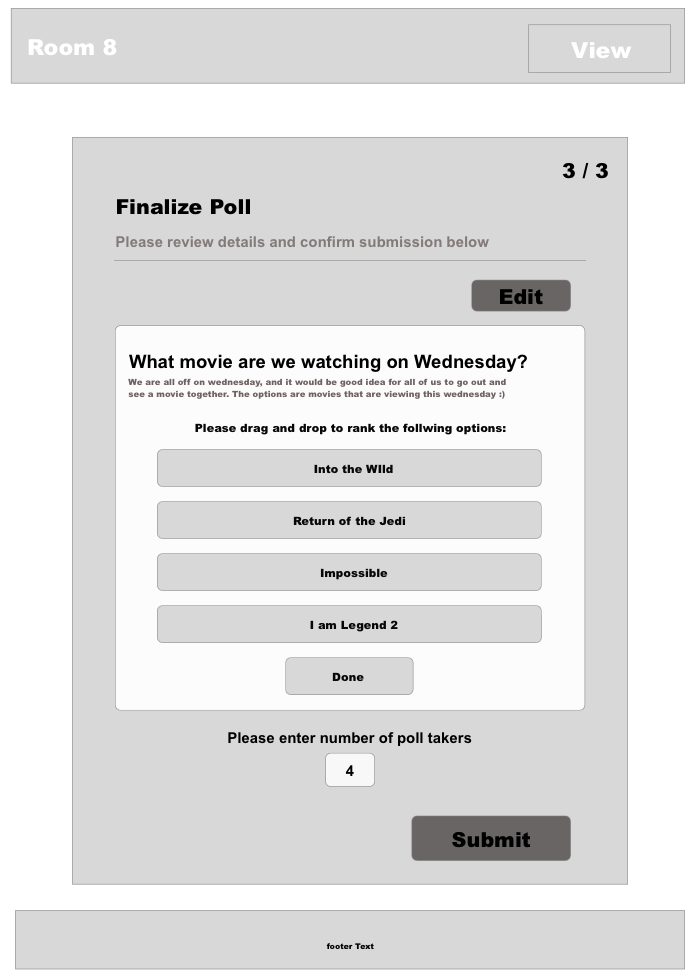 Room 8
View
3 / 3
Finalize Poll
Please review details and confirm submission below
Edit
What movie are we watching on Wednesday?
We are all off on wednesday, and it would be good idea for all of us to go out and
see a movie together. The options are movies that are viewing this wednesday :)
Please drag and drop to rank the follwing options:
Into the WIld
Return of the Jedi
Impossible
I am Legend 2
Done
Please enter number of poll takers
4
Submit
footer Text